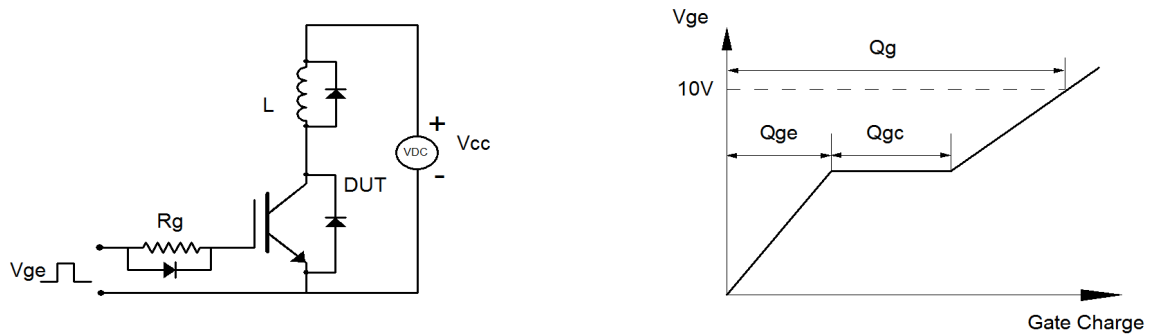 L
VDC
+
-
Vcc
DUT
Rg
Vge
Vge
Qg
10V
Qge
Qgc
Gate Charge